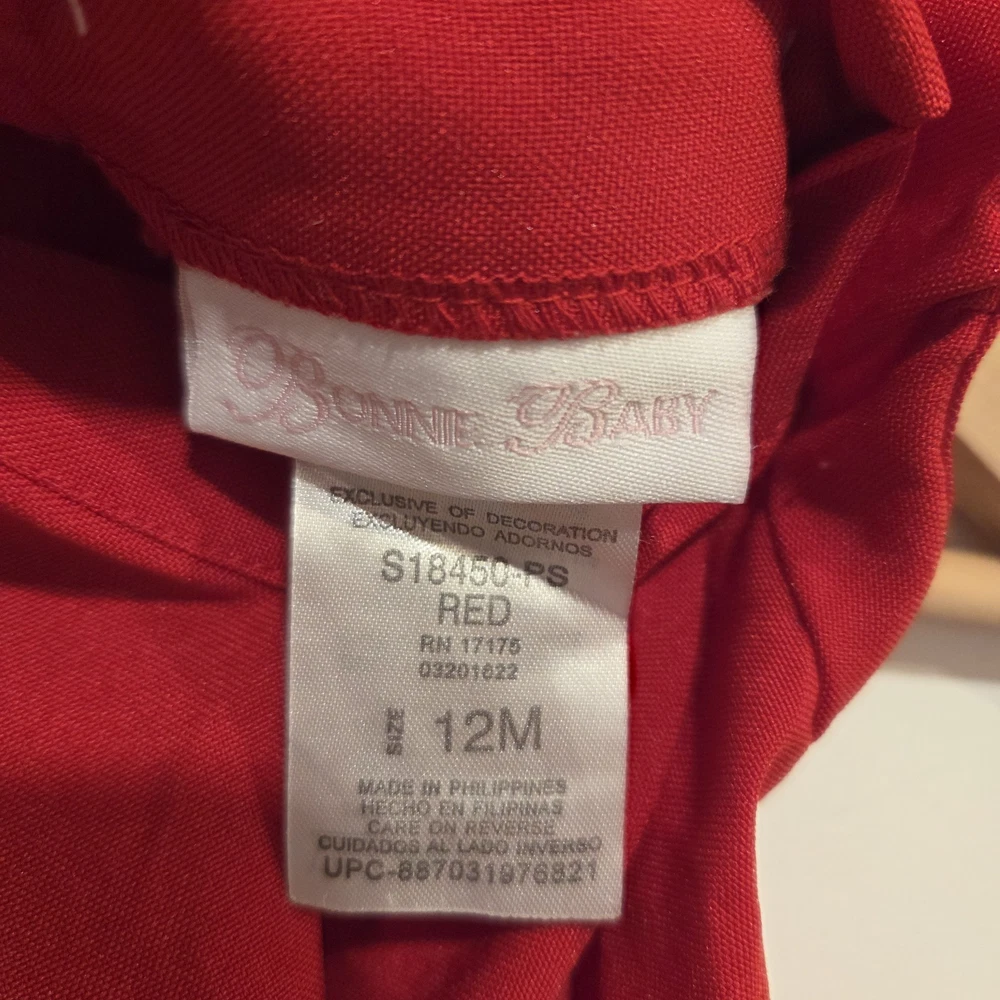 BONNIE BABY
EXCLUSIVE OF DECORATION
EXCLUYENDO ADORNOS
S18450-PS
RED
RN 17175
03201622
SIZE 12M
MADE IN PHILIPPINES
HECHO EN FILIPINAS
CARE ON REVERSE
CUIDADOS AL LADO INVERSO
UPC-887031976821